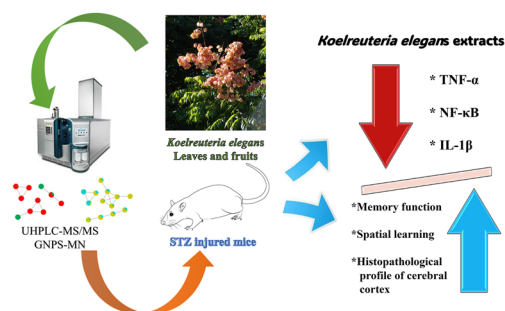 Koelreuteria elegans extracts
* TNF-α
* NF-κB
* IL-1β
Koelreuteria elegans
Leaves and fruits
UHPLC-MS/MS
GNPS-MN
STZ injured mice
*Memory function
*Spatial learning
*Histopathological
profile of cerebral
cortex